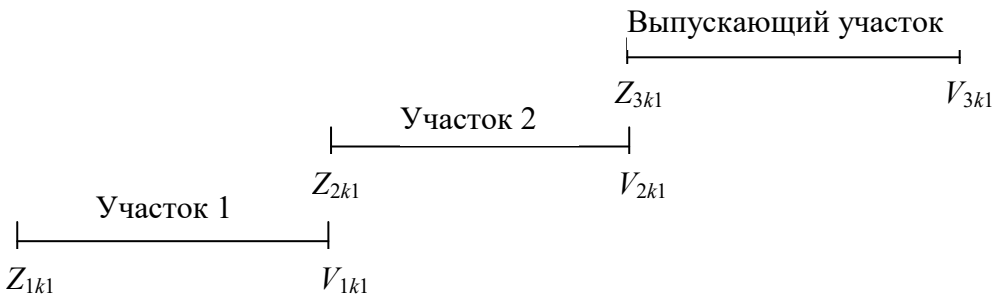 Выпускающий участок
Z3k1 V3k1
Участок 2
Z2k1 V2k1
Участок 1
Z1k1 V1k1